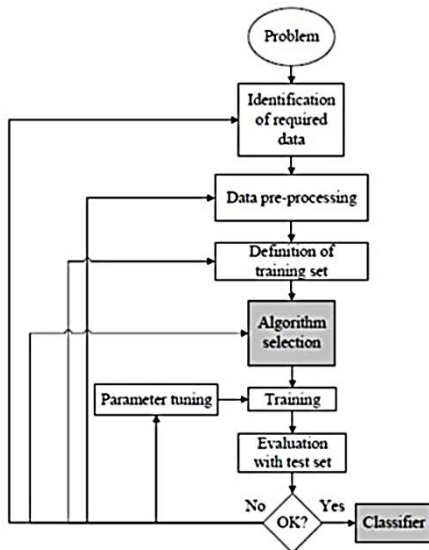 Problem
Identification
of required
data
Data pre-processing
Definition of
training set
Algorithm
selection
Parameter tuning
Training
Evaluation
with test set
No
OK?
Yes
Classifier